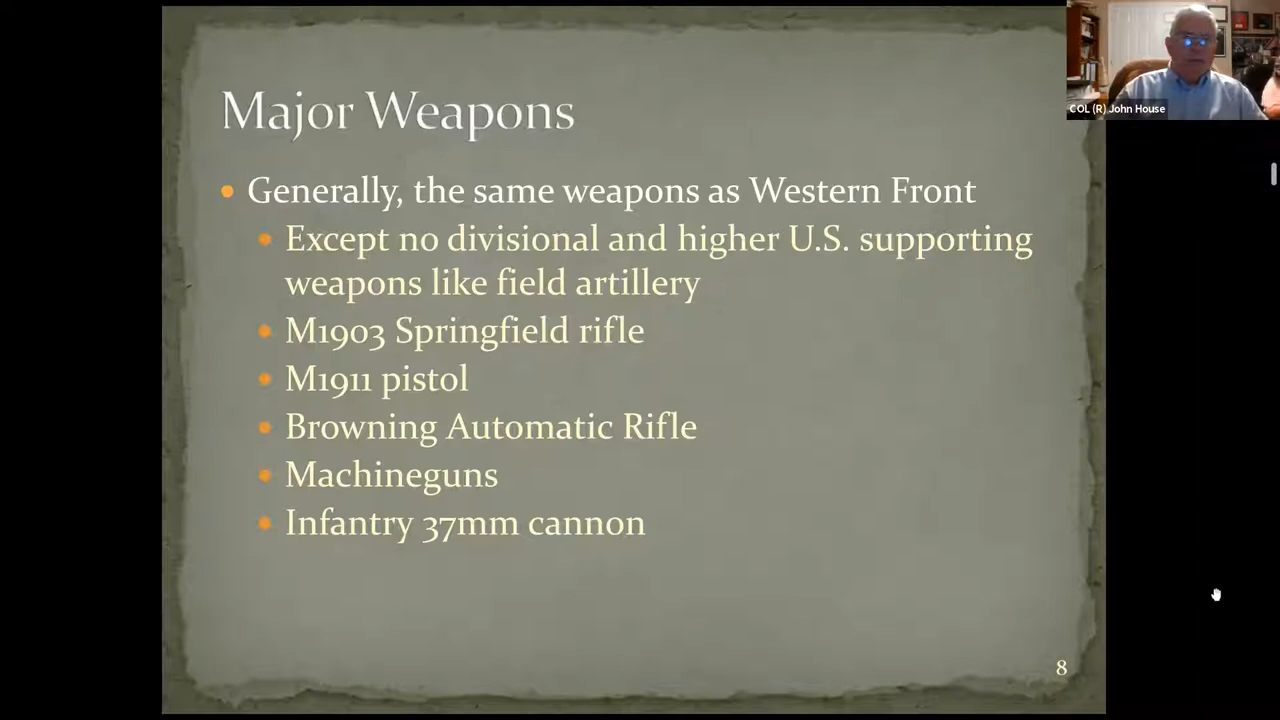 COL (R) John House
Major Weapons
Generally, the same weapons as Western Front
Except no divisional and higher U.S. supporting
weapons like field artillery
M1903 Springfield rifle
M1911 pistol
Browning Automatic Rifle
Machineguns
Infantry 37mm cannon
8